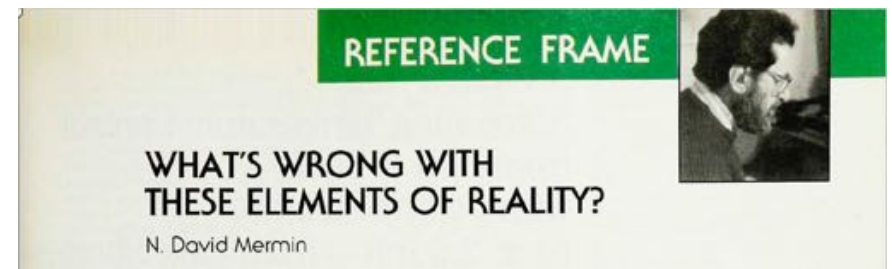 REFERENCE FRAME
WHAT'S WRONG WITH
THESE ELEMENTS OF REALITY?
N. David Mermin